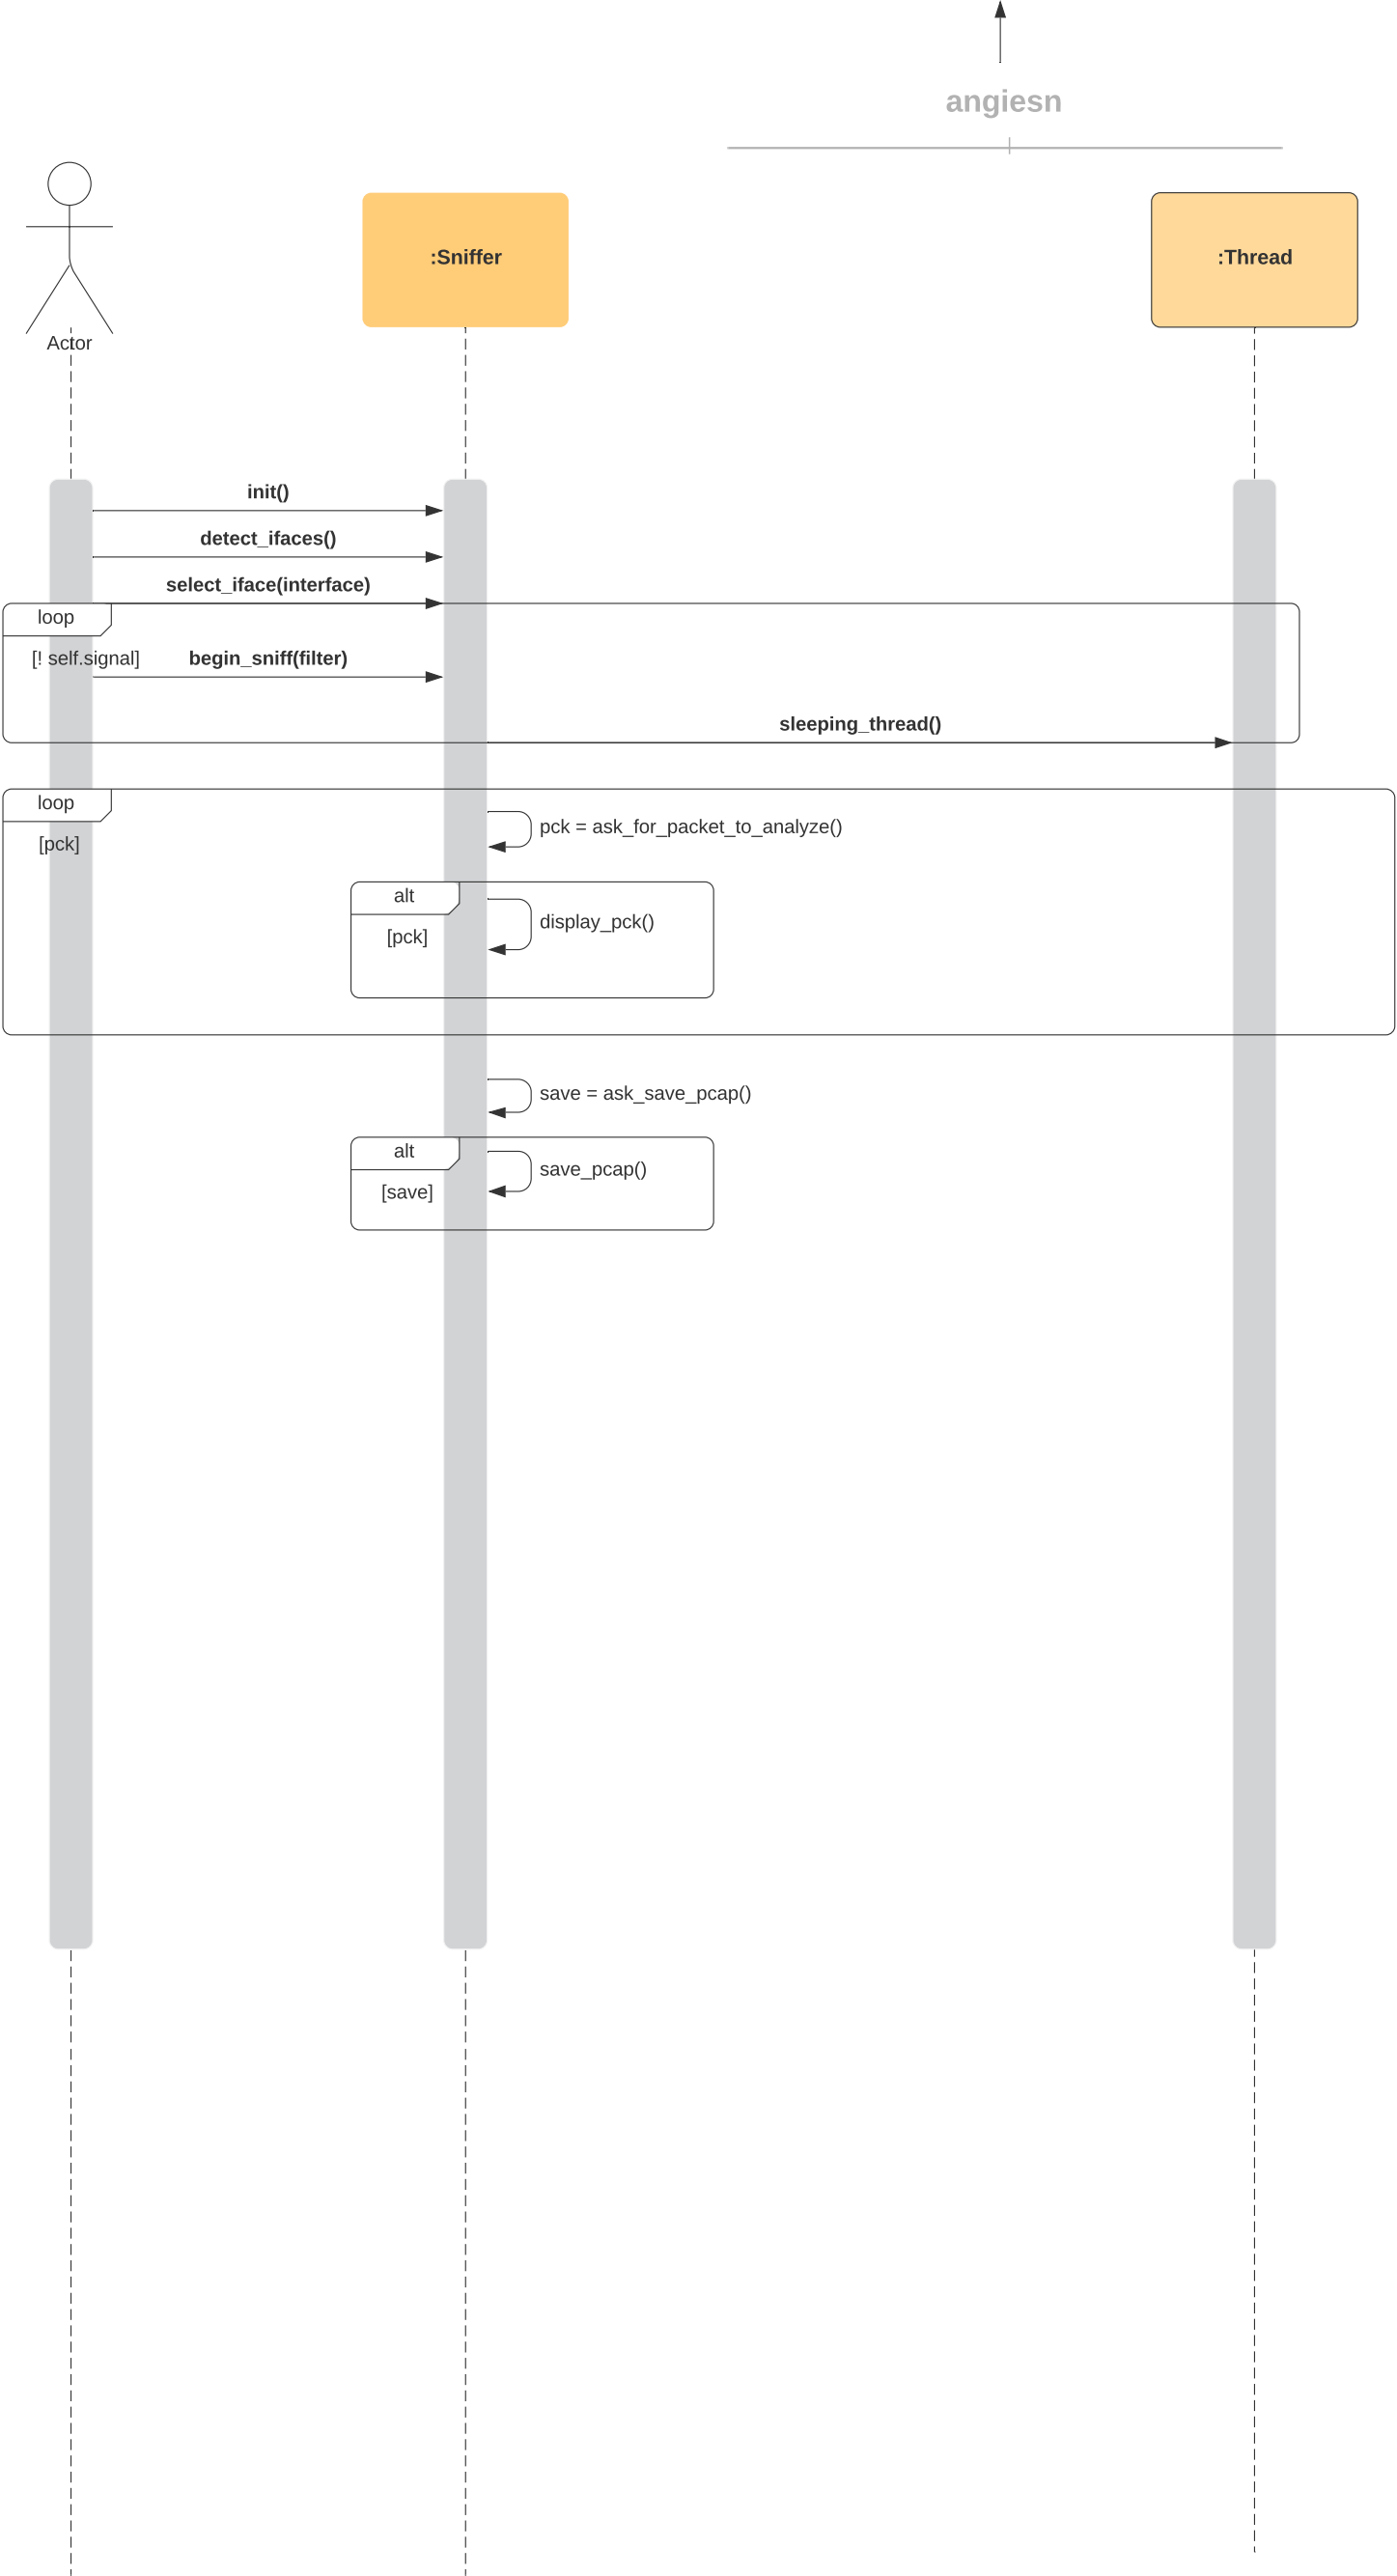 angiesn
:Sniffer
:Thread
Actor
init()
detect_ifaces()
select_iface(interface)
loop
[! self.signal]
begin_sniff(filter)
sleeping_thread()
loop
pck = ask_for_packet_to_analyze()
[pck]
alt
display_pck()
[pck]
save = ask_save_pcap()
alt
save_pcap()
[save]